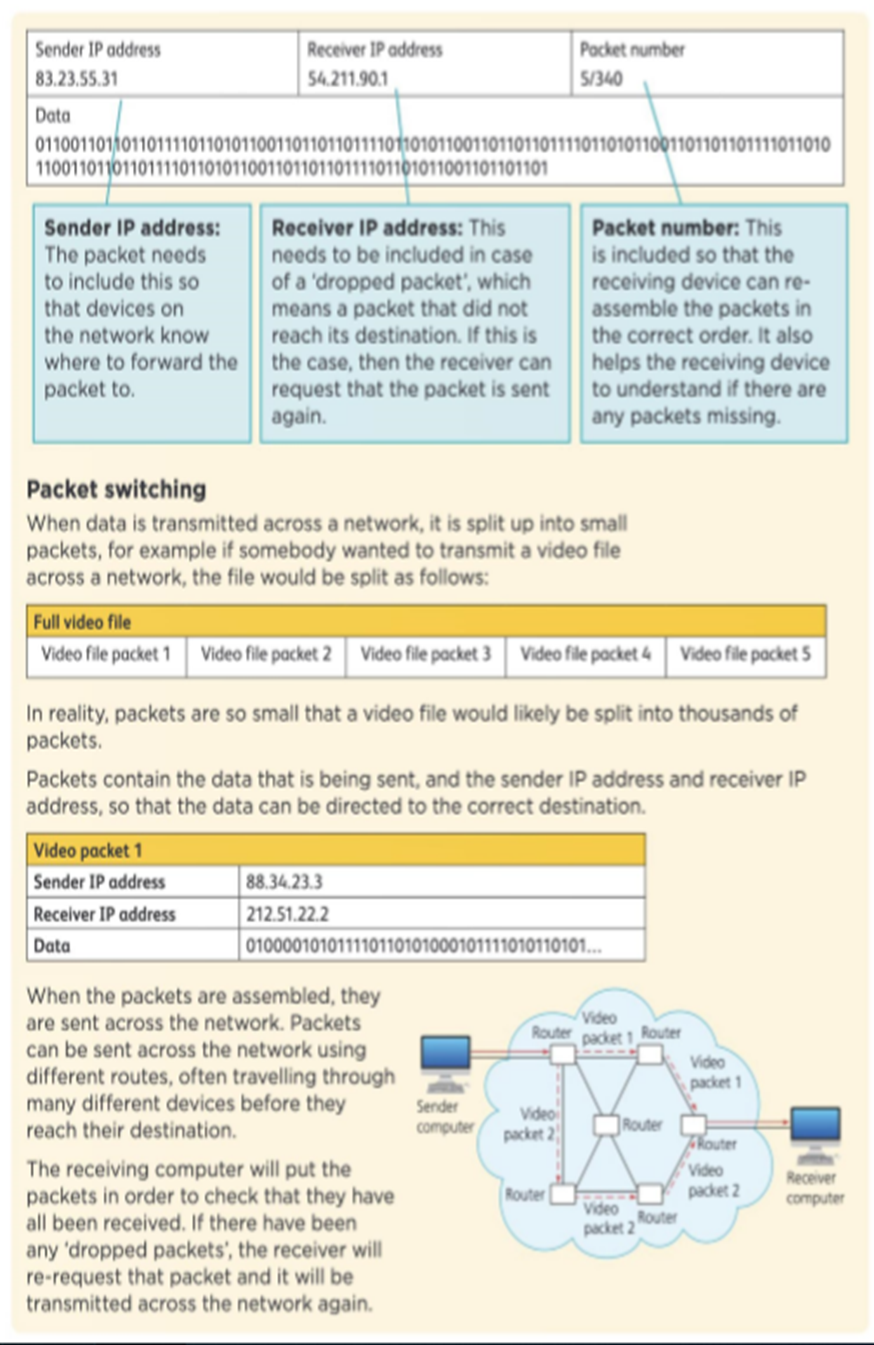 Sender IP address
83.23.55.31
Receiver IP address
54.211.90.1
Packet number
5/340
Data
Sender IP address:
The packet needs
to include this so
that devices on
the network know
where to forward the
packet to.
Receiver IP address: This
needs to be included in case
of a ‘dropped packet’, which
means a packet that did not
reach its destination. If this is
the case, then the receiver can
request that the packet is sent
again.
Packet number: This
is included so that the
receiving device can re-
assemble the packets in
the correct order. It also
helps the receiving device
to understand if there are
any packets missing.
Packet switching
When data is transmitted across a network, it is split up into small
packets, for example if somebody wanted to transmit a video file
across a network, the file would be split as follows:
Full video file
Video file packet 1
Video file packet 2
Video file packet 3
Video file packet 4
Video file packet 5
In reality, packets are so small that a video file would likely be split into thousands of
packets.
Packets contain the data that is being sent, and the sender IP address and receiver IP
address, so that the data can be directed to the correct destination.
Video packet 1
Sender IP address 88.34.23.3
Receiver IP address 212.51.22.2
Data
When the packets are assembled, they
are sent across the network. Packets
can be sent across the network using
different routes, often travelling through
many different devices before they
reach their destination.
The receiving computer will put the
packets in order to check that they have
all been received. If there have been
any ‘dropped packets’, the receiver will
re-request that packet and it will be
transmitted across the network again.
Sender
computer
Router
Video
packet 1
Router
Video
packet 1
Video
packet 2
Router
Router
Router
Video
packet 2
Router
Video
packet 2
Receiver
computer